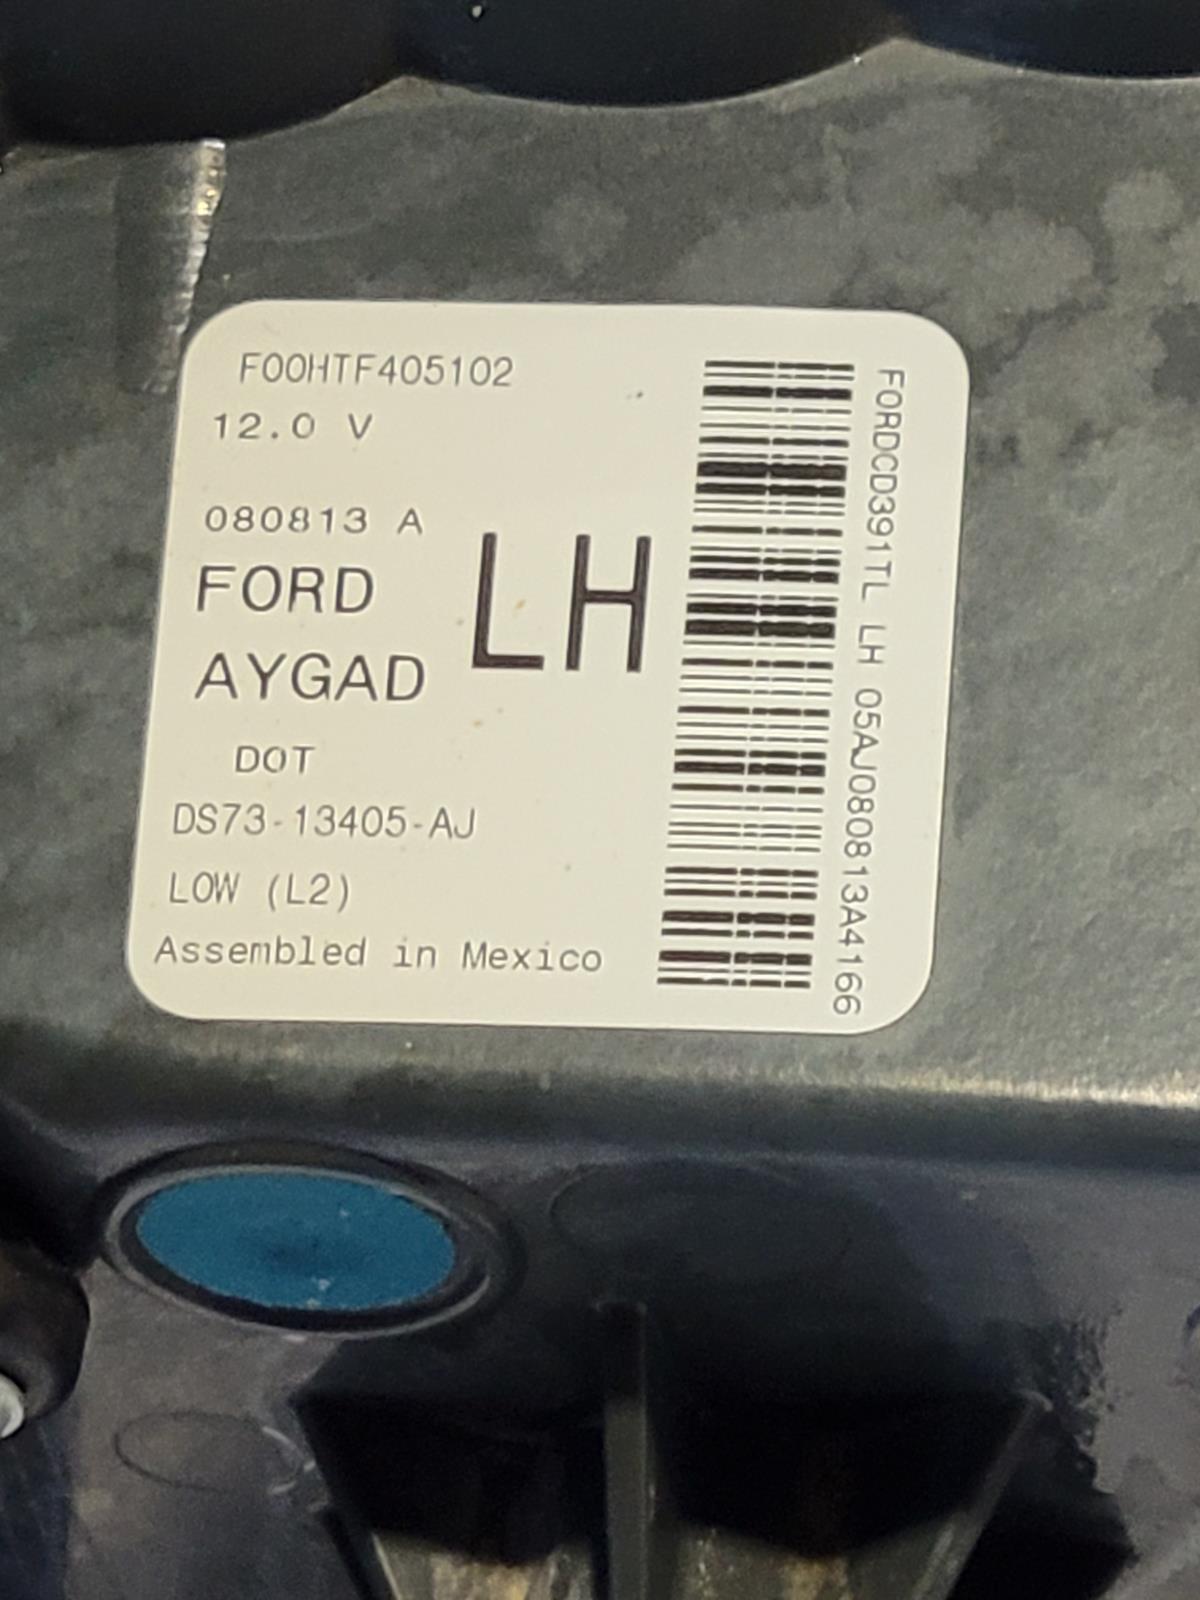 F00HTF405102
12.0 V
080813 A
FORD
AYGAD
LH
DOT
DS73-13405-AJ
LOW (L2)
Assembled in Mexico
FORDCD391TL LH 05AJ080813A4166